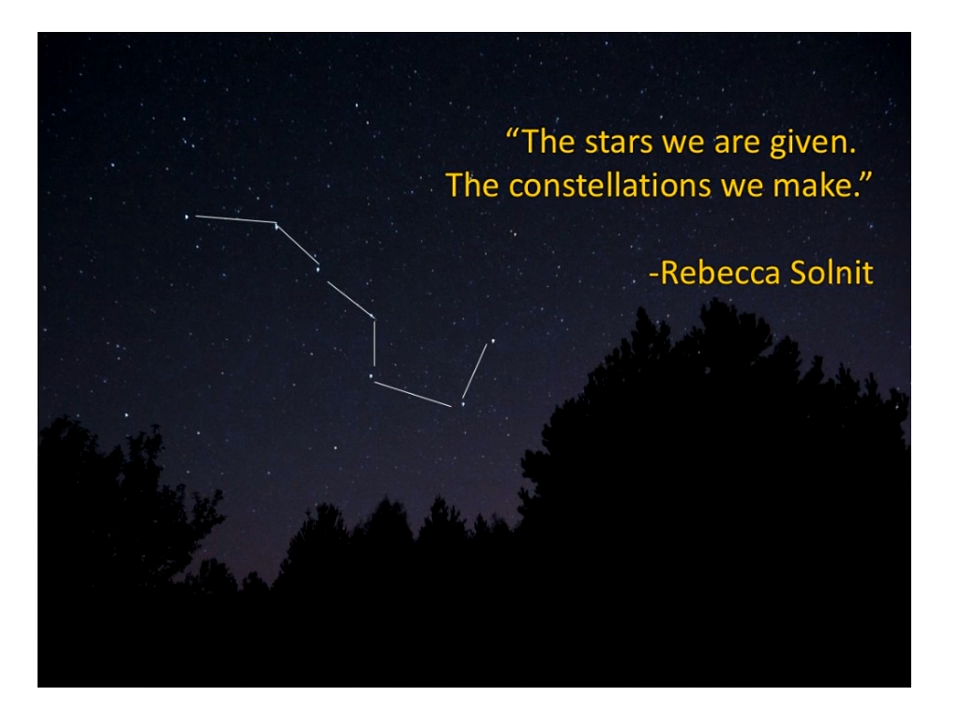 “The stars we are given.
The constellations we make.”
-Rebecca Solnit